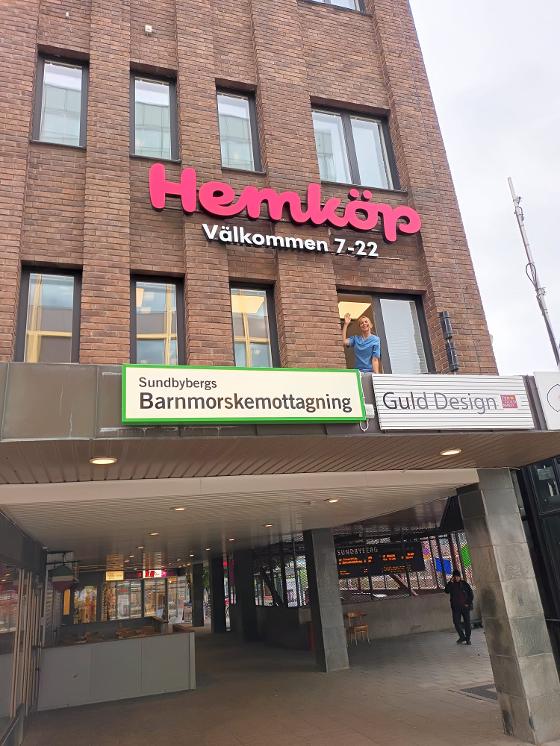 Hemköp
Välkommen 7-22
Sundbybergs
Barnmorskemottagning
Guld Design
SUNDBYBERG